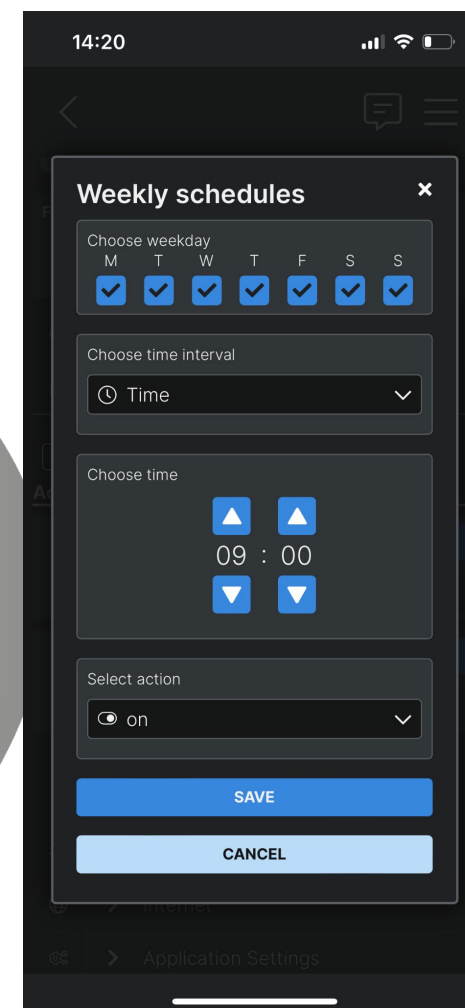 14:20
Weekly schedules
Choose weekday
M T W T F S S
Choose time interval
Time
Choose time
09 : 00
Select action
on
SAVE
CANCEL
Internet
Application Settings